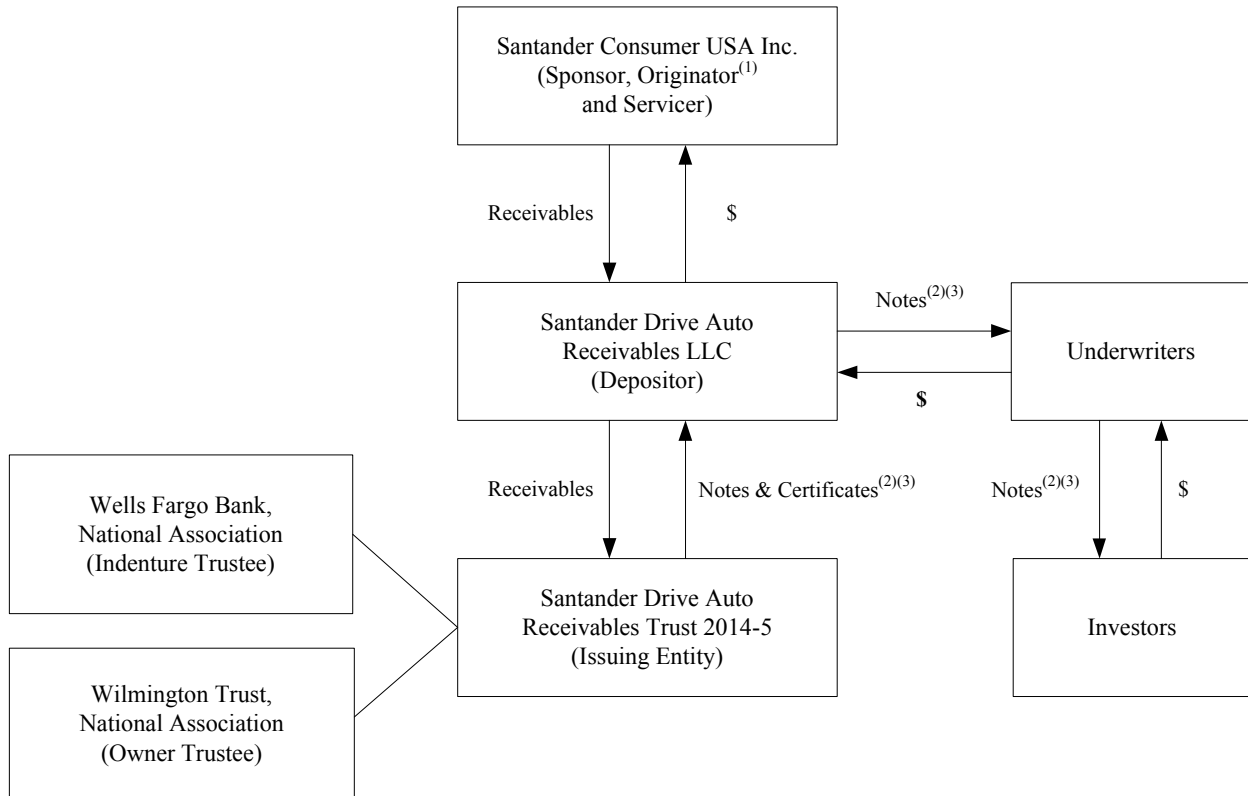 Santander Consumer USA Inc.
(Sponsor, Originator(1)
and Servicer)
Receivables
$
Santander Drive Auto
Receivables LLC
(Depositor)
Notes(2)(3)
$
Underwriters
Receivables
Notes & Certificates(2)(3)
Notes(2)(3)
$
Wells Fargo Bank,
National Association
(Indenture Trustee)
Santander Drive Auto
Receivables Trust 2014-5
(Issuing Entity)
Investors
Wilmington Trust,
National Association
(Owner Trustee)